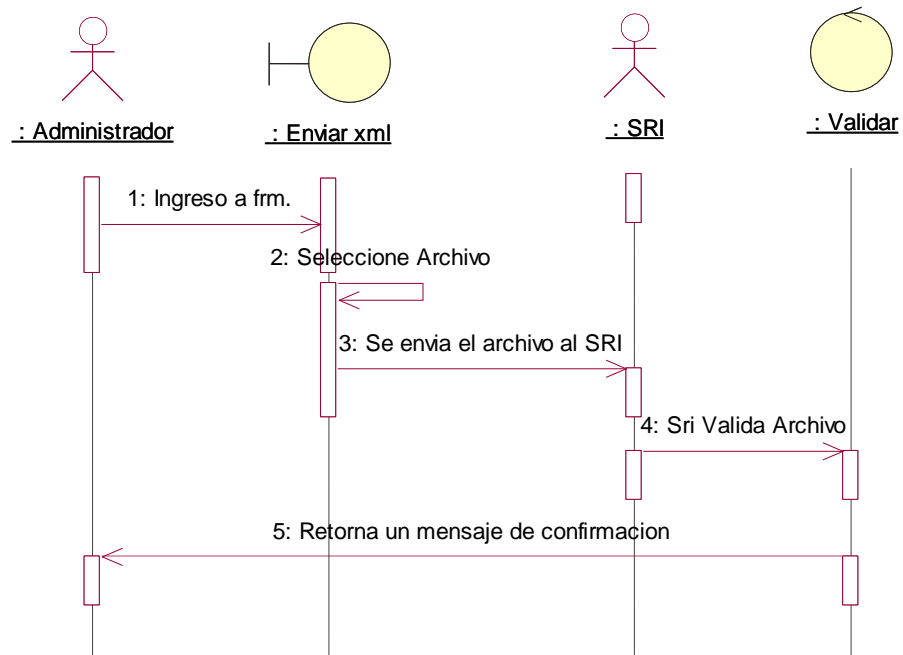 : Administrador
: Enviar xml
: SRI
: Validar
1: Ingreso a frm.
2: Seleccione Archivo
3: Se envia el archivo al SRI
4: Sri Valida Archivo
5: Retorna un mensaje de confirmacion